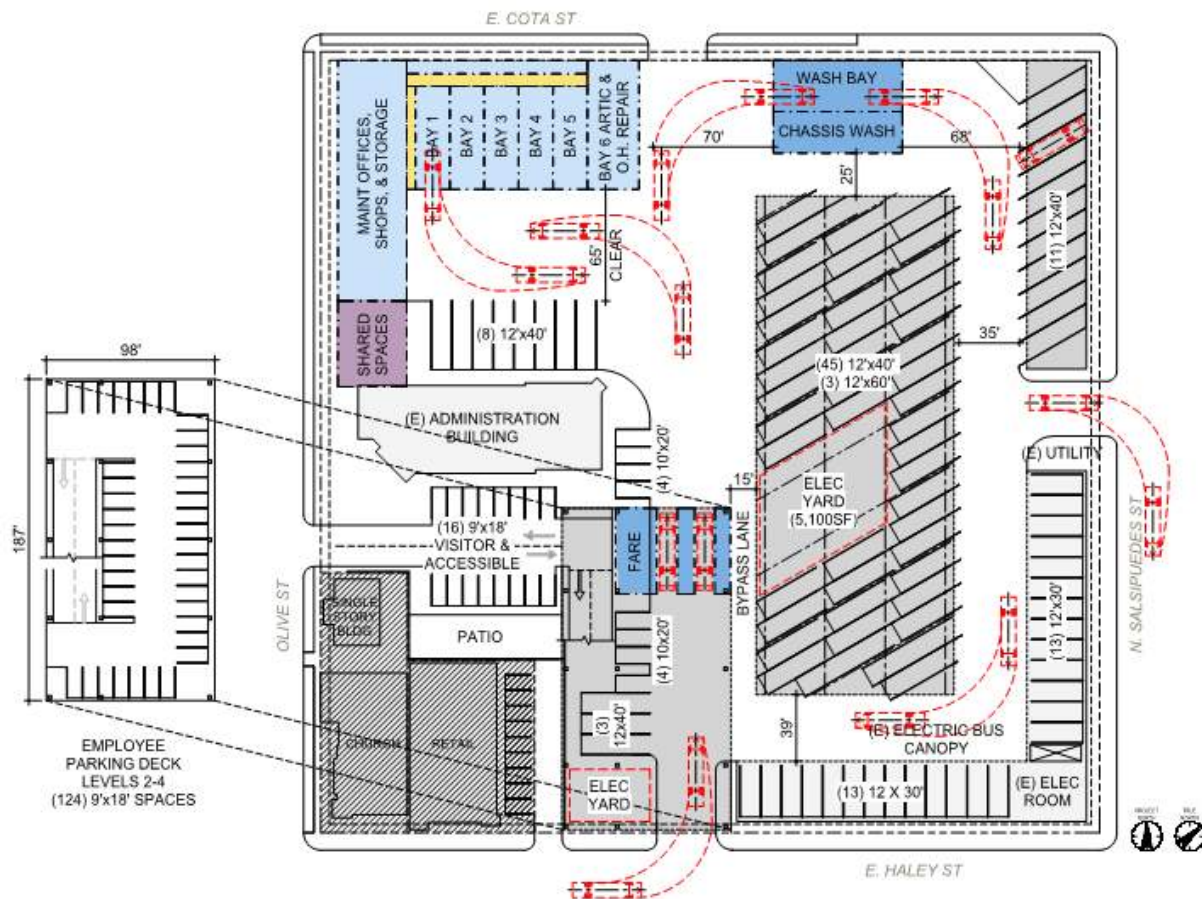 E. COTA ST
MAINT OFFICES,
SHOPS, & STORAGE
BAY 1
BAY 2
BAY 3
BAY 4
BAY 5
BAY 6 ARTIC &
O.H. REPAIR
WASH BAY
CHASSIS WASH
70'
68'
25'
65'
CLEAR
(11) 12'x40'
SHARED
SPACES
(8) 12'x40'
35'
98'
187'
(45) 12'x40'
(3) 12'x60'
(E) ADMINISTRATION
BUILDING
(4) 10'x20'
(E) UTILITY
15'
ELEC
YARD
(5,100SF)
(16) 9'x18'
VISITOR &
ACCESSIBLE
FARE
BYPASS LANE
N. SALSIPUEDES ST
OLIVE ST
SINGLE
STORY
BLDG
PATIO
(4) 10x20'
(13) 12'x30'
(3)
12x40'
39'
(E) ELECTRIC BUS
CANOPY
CHURCH
RETAIL
EMPLOYEE
PARKING DECK
LEVELS 2-4
(124) 9'x18' SPACES
ELEC
YARD
(13) 12 X 30'
(E) ELEC
ROOM
E. HALEY ST